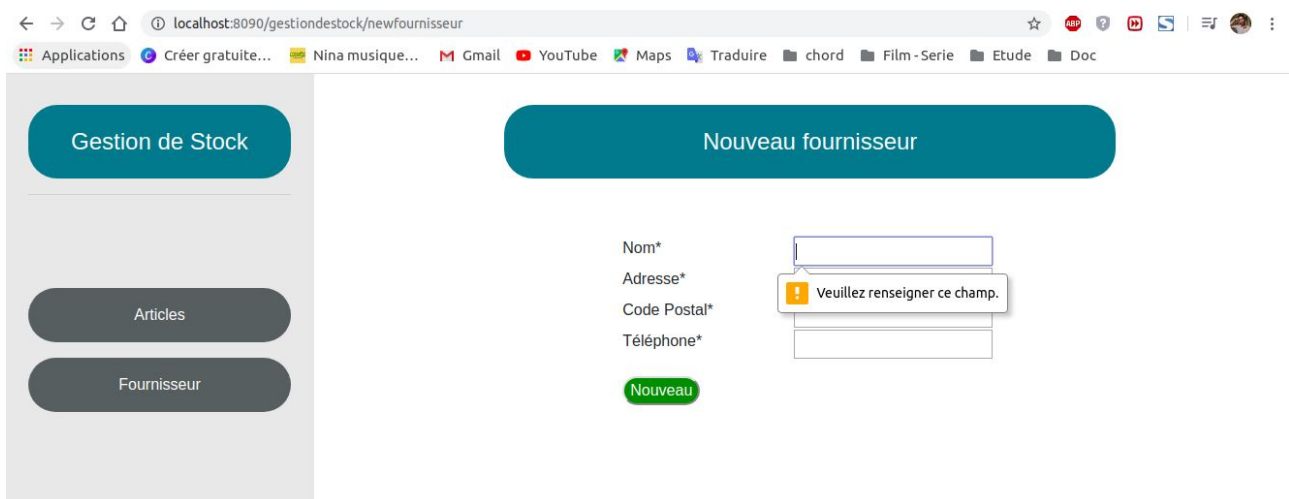 localhost:8090/gestiondestock/newfournisseur
ABP
Applications Créer gratuite... Nina musique... Gmail YouTube Maps Traduire chord Film-Serie Etude Doc
Gestion de Stock
Nouveau fournisseur
Nom*
Adresse*
! Veuillez renseigner ce champ.
Code Postal*
Articles
Téléphone*
Fournisseur
Nouveau